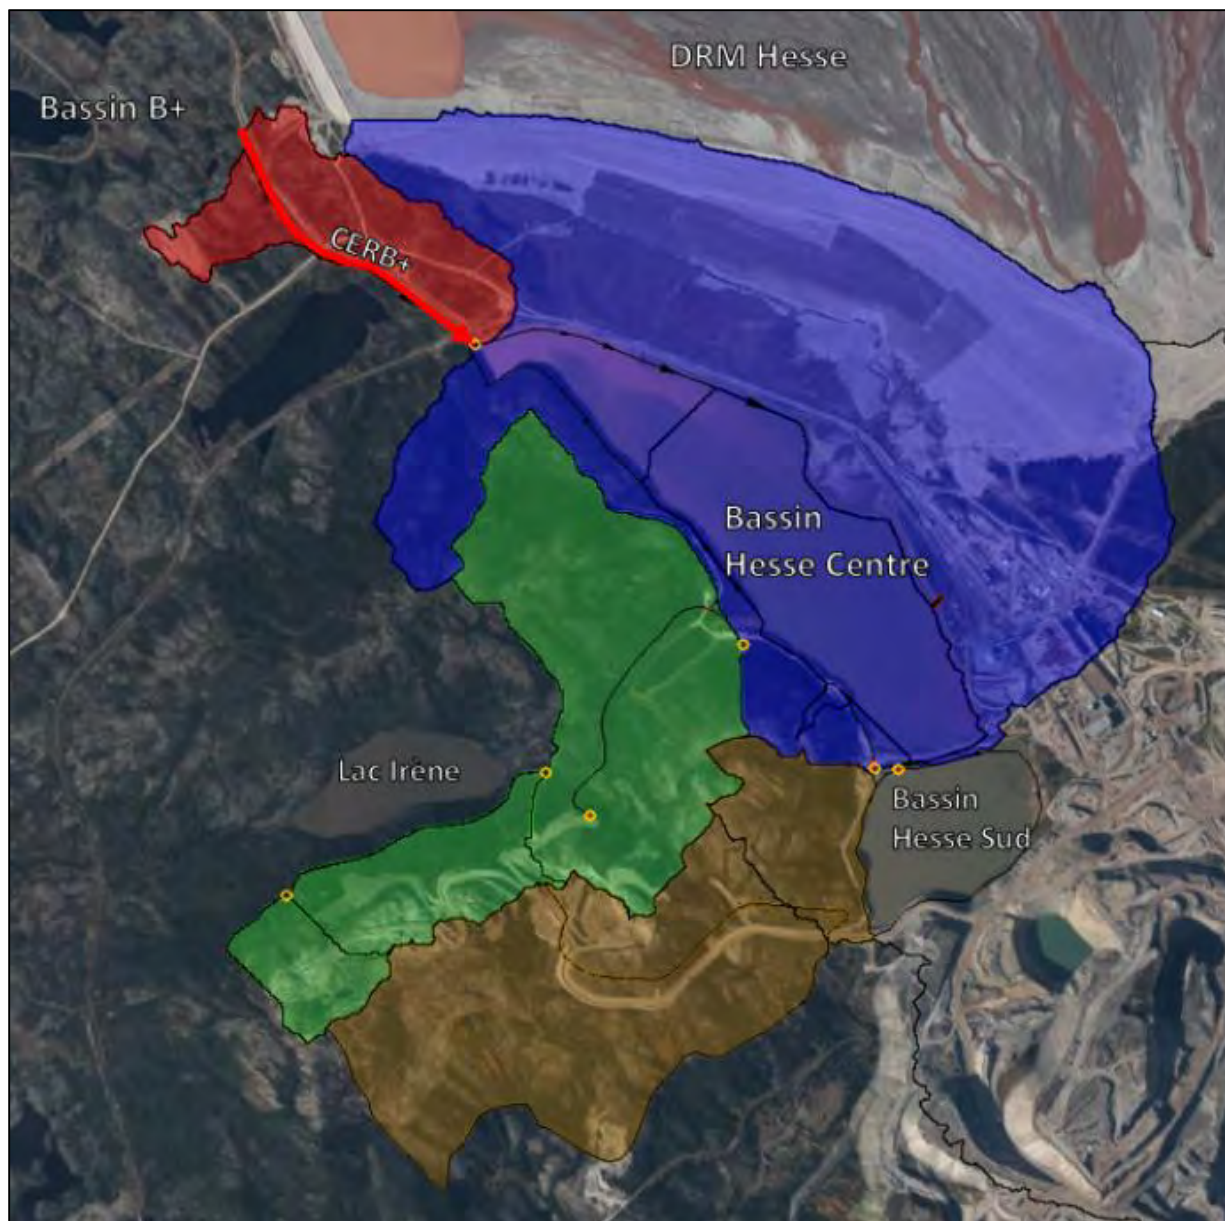 DRM Hesse
Bassin B+
CERB+
Bassin
Hesse Centre
Lac Irène
Bassin
Hesse Sud